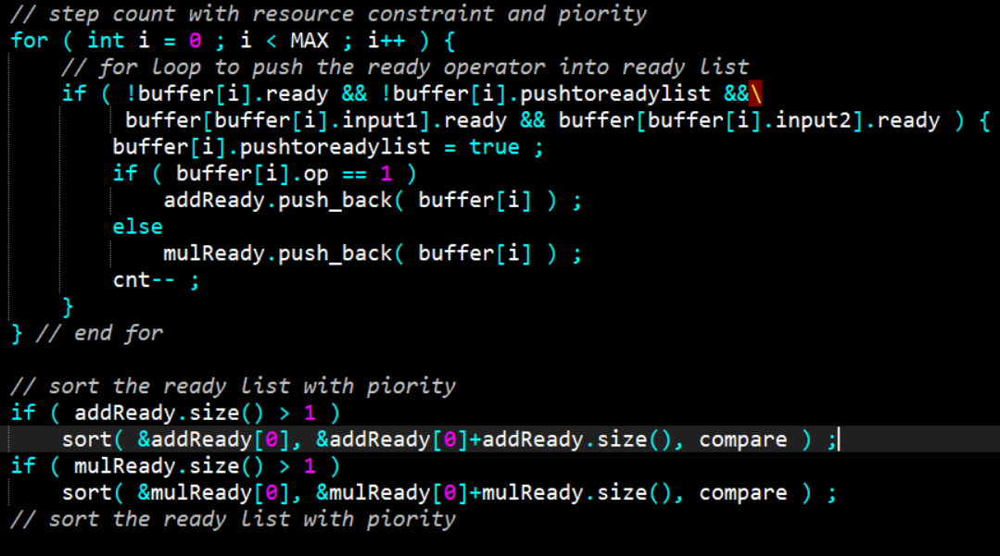 // step count with resource constraint and piority
for ( int i = 0 ; i < MAX ; i++ ) {
// for loop to push the ready operator into ready list
if ( !buffer[i].ready && !buffer[i].pushtoreadylist &&\
buffer[buffer[i].input1].ready && buffer[buffer[i].input2].ready ) {
buffer[i].pushtoreadylist = true ;
if ( buffer[i].op == 1 )
addReady.push_back( buffer[i] ) ;
else
mulReady.push_back( buffer[i] ) ;
cnt-- ;
}
} // end for
// sort the ready list with piority
if ( addReady.size() > 1 )
sort( &addReady[0], &addReady[0]+addReady.size(), compare ) ;
if ( mulReady.size() > 1 )
sort( &mulReady[0], &mulReady[0]+mulReady.size(), compare ) ;
// sort the ready list with piority